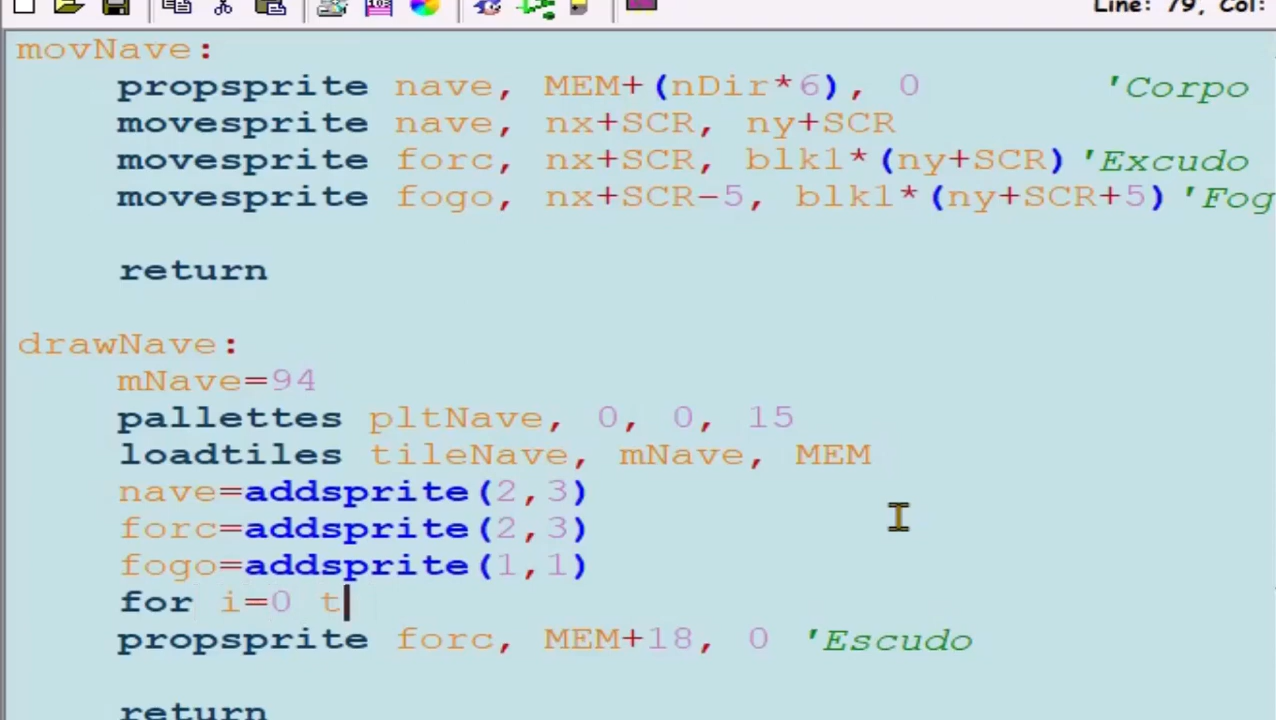 Line: 79, Col:
movNave:
propsprite nave, MEM+(nDir*6), 0 'Corpo
movesprite nave, nx+SCR, ny+SCR
movesprite forc, nx+SCR, blk1*(ny+SCR) 'Excudo
movesprite fogo, nx+SCR-5, blk1*(ny+SCR+5) 'Fog
return
drawNave:
mNave=94
pallettes pltNave, 0, 0, 15
loadtiles tileNave, mNave, MEM
nave=addsprite(2,3)
forc=addsprite(2,3)
fogo=addsprite(1,1)
for i=0 t
propsprite forc, MEM+18, 0 'Escudo
return